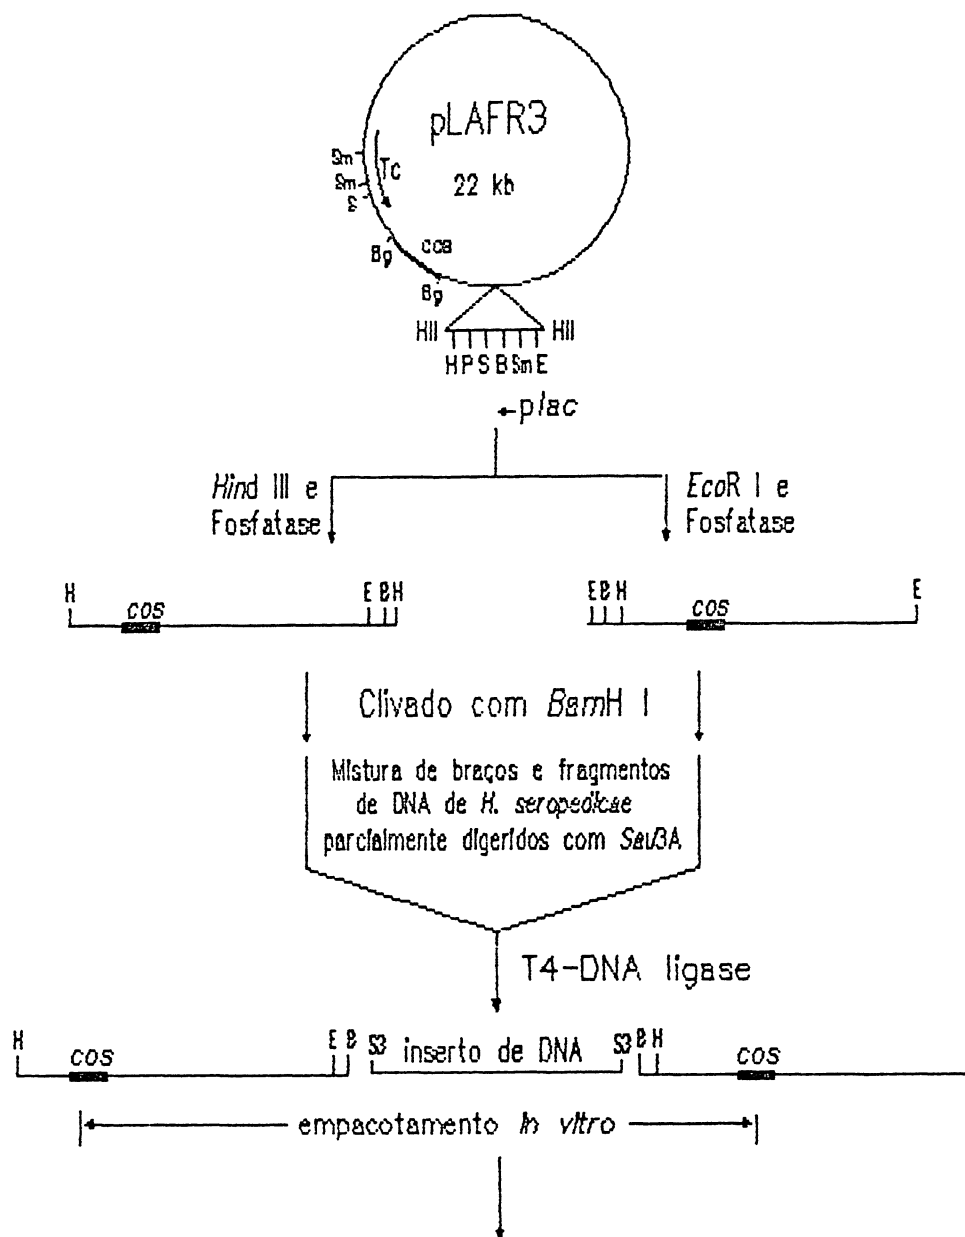 pLAFR3
22 kb
Sm
Tc
Sm
Bg
cos
Bg
HII HII
H P S B Sm E
plac
Hind III e
Fosfatase
EcoR I e
Fosfatase
H E B H
cos
E B H E
cos
Clivado com BamH I
Mistura de braços e fragmentos
de DNA de H. seropedicae
parcialmente digeridos com Sau3A
T4-DNA ligase
H E B S3 inserto de DNA S3 B H
cos cos
empacotamento in vitro